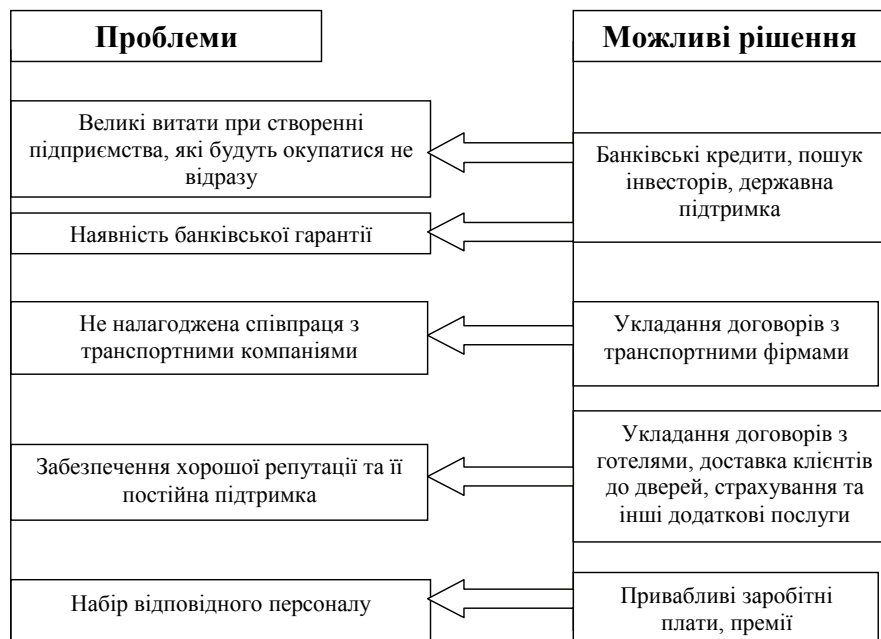 Проблеми
Можливі рішення
Великі витати при створенні
підприємства, які будуть окупатися не
відразу
Банківські кредити, пошук
інвесторів, державна
підтримка
Наявність банківської гарантії
Не налагоджена співпраця з
транспортними компаніями
Укладання договорів з
транспортними фірмами
Забезпечення хорошої репутації та її
постійна підтримка
Укладання договорів з
готелями, доставка клієнтів
до дверей, страхування та
інші додаткові послуги
Набір відповідного персоналу
Привабливі заробітні
плати, премії